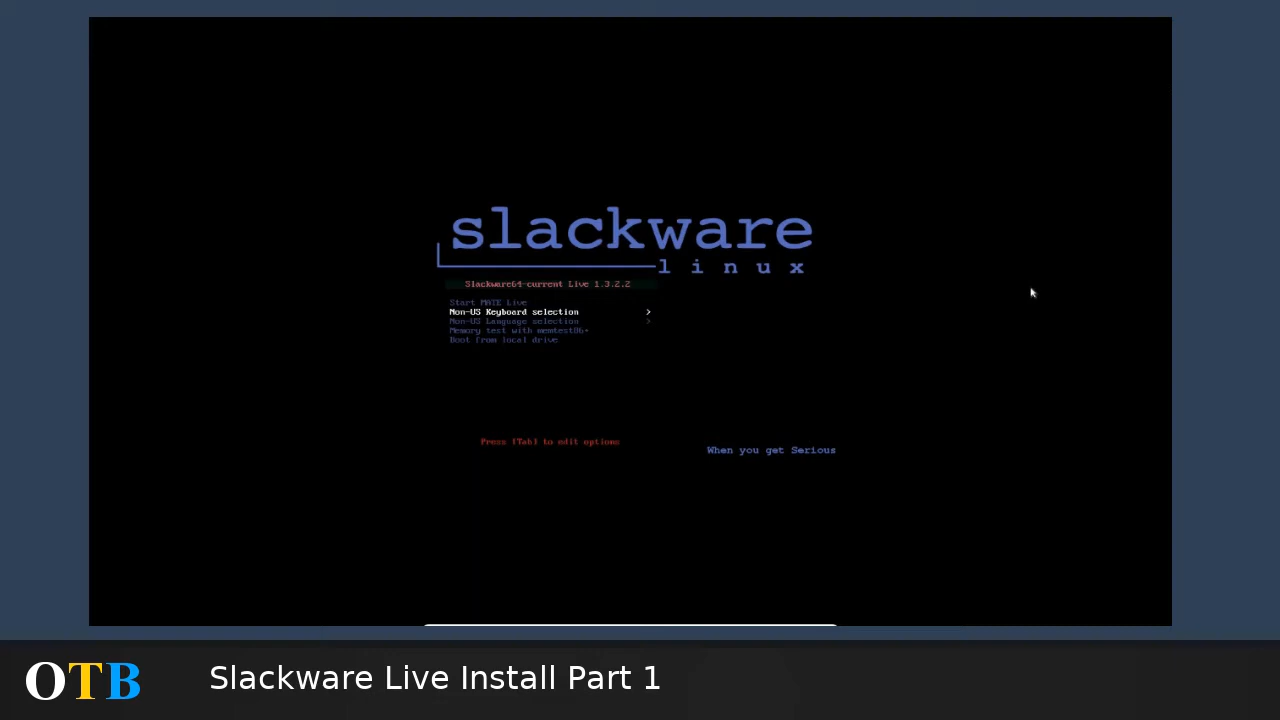 slackware
linux
Slackware64-current Live 1.3.2.2
Start MATE Live
Non-US Keyboard selection >
Non-US Language selection >
Memory test with memtest86+
Boot from local drive
Press [Tab] to edit options
When you get Serious
OTB Slackware Live Install Part 1